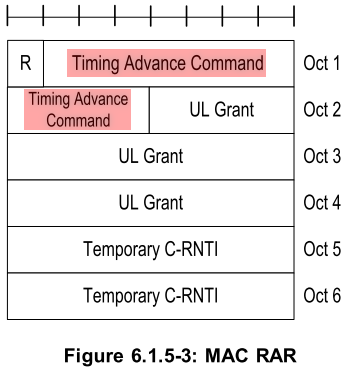 R Timing Advance Command Oct 1
Timing Advance
Command UL Grant Oct 2
UL Grant Oct 3
UL Grant Oct 4
Temporary C-RNTI Oct 5
Temporary C-RNTI Oct 6
Figure 6.1.5-3: MAC RAR